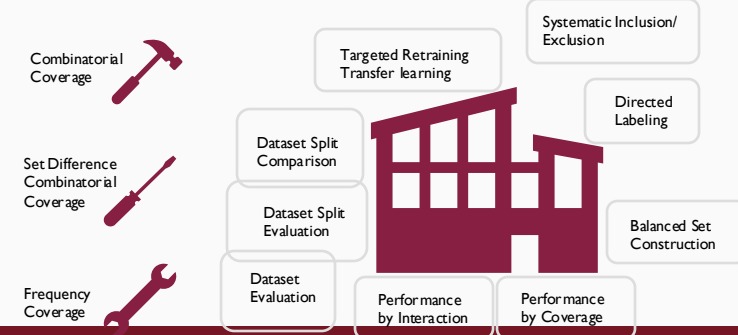 Combinatorial
Coverage
Set Difference
Combinatorial
Coverage
Frequency
Coverage
Targeted Retraining
Transfer learning
Systematic Inclusion/
Exclusion
Directed
Labeling
Dataset Split
Comparison
Dataset Split
Evaluation
Dataset
Evaluation
Balanced Set
Construction
Performance
by Interaction
Performance
by Coverage